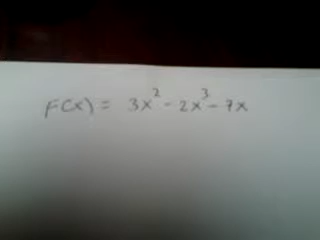 F(x) = 3x² - 2x³ - 7x